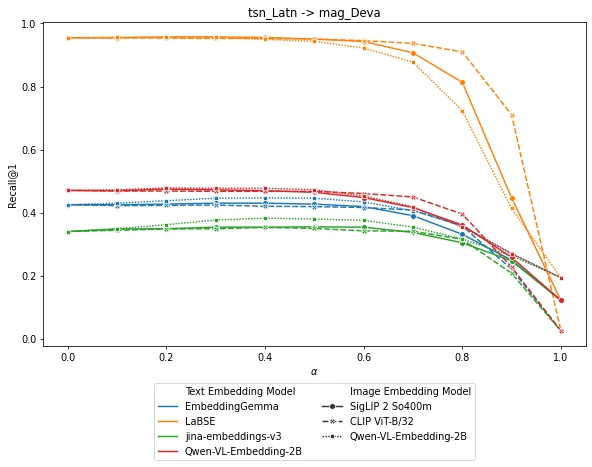 tsn_Latn -> mag_Deva
1.0
0.8
0.6
0.4
0.2
0.0
Recall@1
0.0 0.2 0.4 0.6 0.8 1.0
α
Text Embedding Model
EmbeddingGemma
LaBSE
jina-embeddings-v3
Qwen-VL-Embedding-2B
Image Embedding Model
SigLIP 2 So400m
CLIP ViT-B/32
Qwen-VL-Embedding-2B